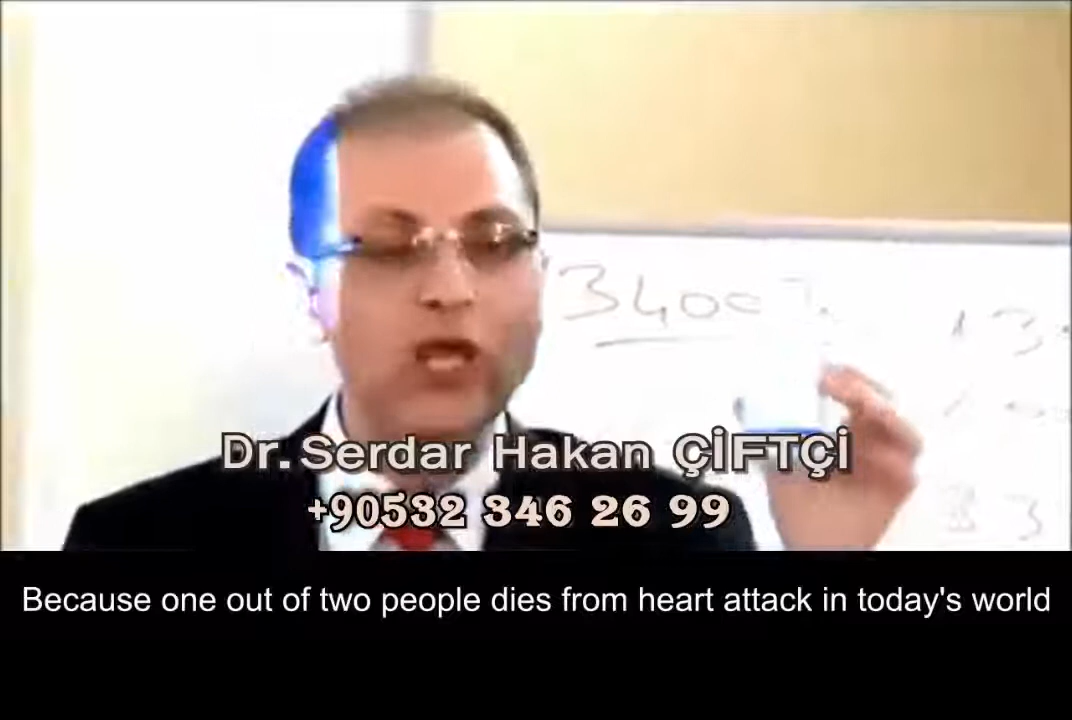 3400
Dr. Serdar Hakan ÇİFTÇİ
+90532 346 26 99
Because one out of two people dies from heart attack in today's world